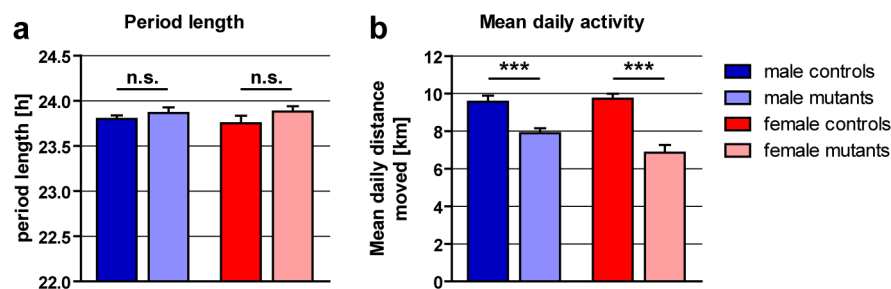 a
Period length
period length [h]
24.5
24.0
23.5
23.0
22.5
22.0
n.s.
n.s.
b
Mean daily activity
Mean daily distance
moved [km]
12
10
8
6
4
2
0
***
***
male controls
male mutants
female controls
female mutants